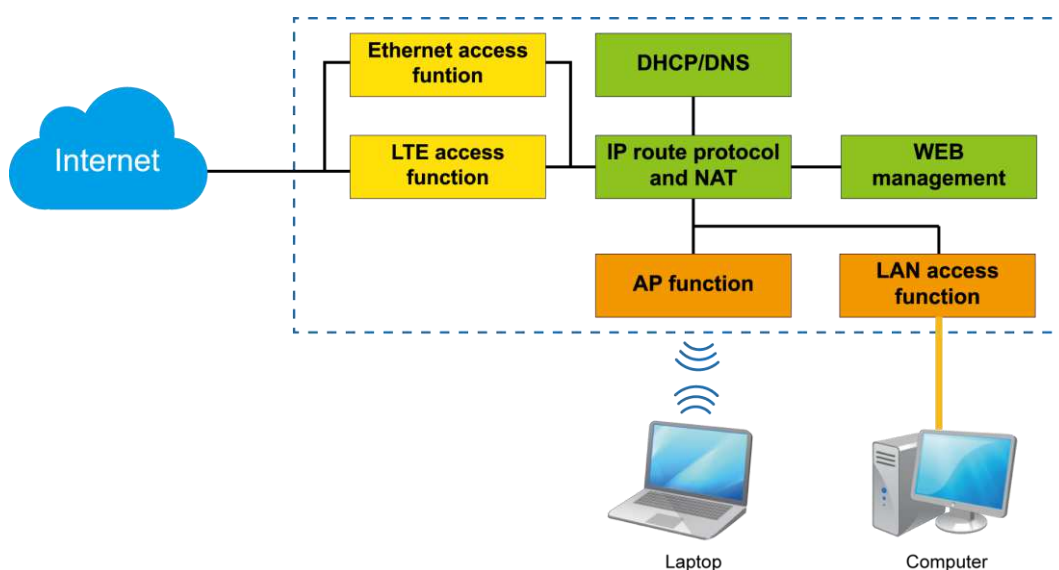 Ethernet access
funtion
DHCP/DNS
Internet
LTE access
function
IP route protocol
and NAT
WEB
management
AP function
LAN access
function
Laptop
Computer